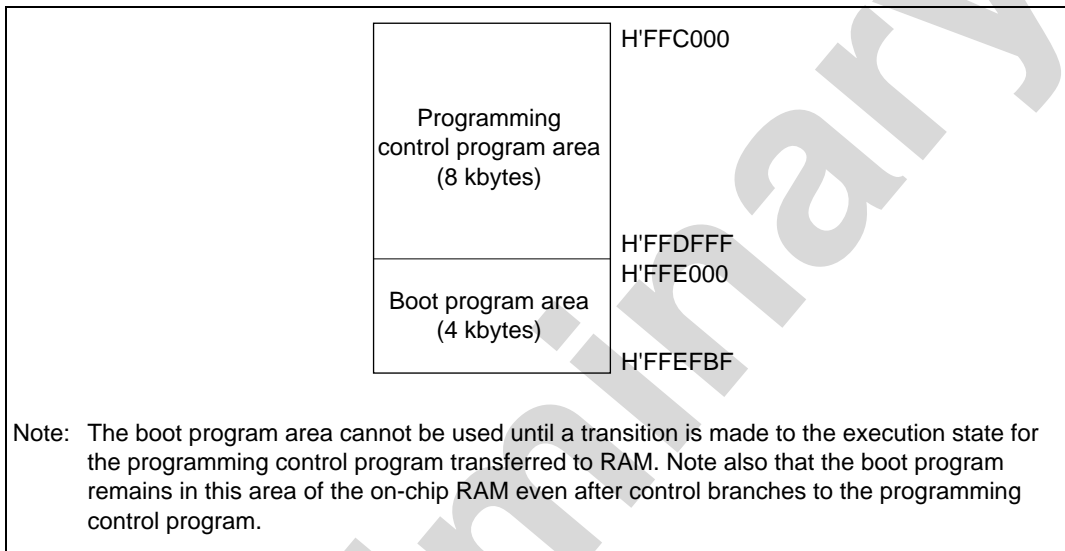 H'FFC000
Programming
control program area
(8 kbytes)
H'FFDFFF
H'FFE000
Boot program area
(4 kbytes)
H'FFEFBF
Note: The boot program area cannot be used until a transition is made to the execution state for
the programming control program transferred to RAM. Note also that the boot program
remains in this area of the on-chip RAM even after control branches to the programming
control program.
minary